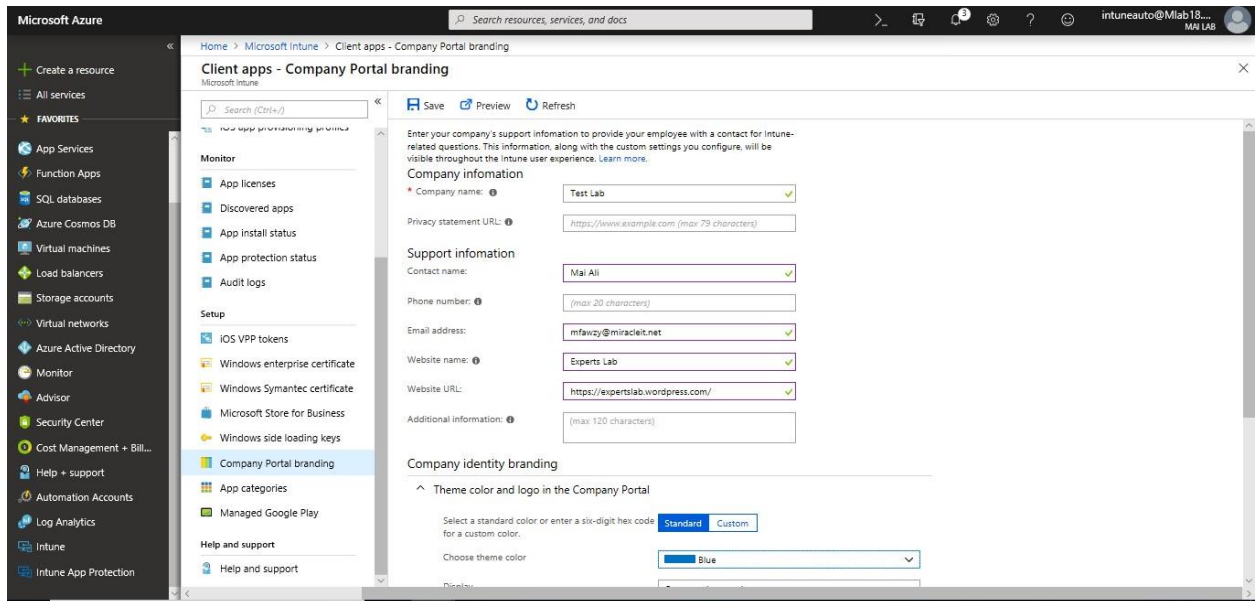 Microsoft Azure
Search resources, services, and docs
3
intuneauto@Mlab18....
MAI LAB
Home > Microsoft Intune > Client apps - Company Portal branding
Client apps - Company Portal branding
Microsoft Intune
Create a resource
All services
FAVORITES
App Services
Function Apps
SQL databases
Azure Cosmos DB
Virtual machines
Load balancers
Storage accounts
Virtual networks
Azure Active Directory
Monitor
Advisor
Security Center
Cost Management + Bill...
Help + support
Automation Accounts
Log Analytics
Intune
Intune App Protection
Search (Ctrl+/)
iOS app provisioning profiles
Monitor
App licenses
Discovered apps
App install status
App protection status
Audit logs
Setup
iOS VPP tokens
Windows enterprise certificate
Windows Symantec certificate
Microsoft Store for Business
Windows side loading keys
Company Portal branding
App categories
Managed Google Play
Help and support
Help and support
Save Preview Refresh
Enter your company's support infomation to provide your employee with a contact for Intune-
related questions. This information, along with the custom settings you configure, will be
visible throughout the Intune user experience. Learn more.
Company infomation
* Company name: Test Lab
Privacy statement URL: https://www.example.com (max 79 characters)
Support infomation
Contact name: Mai Ali
Phone number: (max 20 characters)
Email address: mfawzy@miracleit.net
Website name: Experts Lab
Website URL: https://expertslab.wordpress.com/
Additional information: (max 120 characters)
Company identity branding
Theme color and logo in the Company Portal
Select a standard color or enter a six-digit hex code
for a custom color.
Standard Custom
Choose theme color Blue
Display